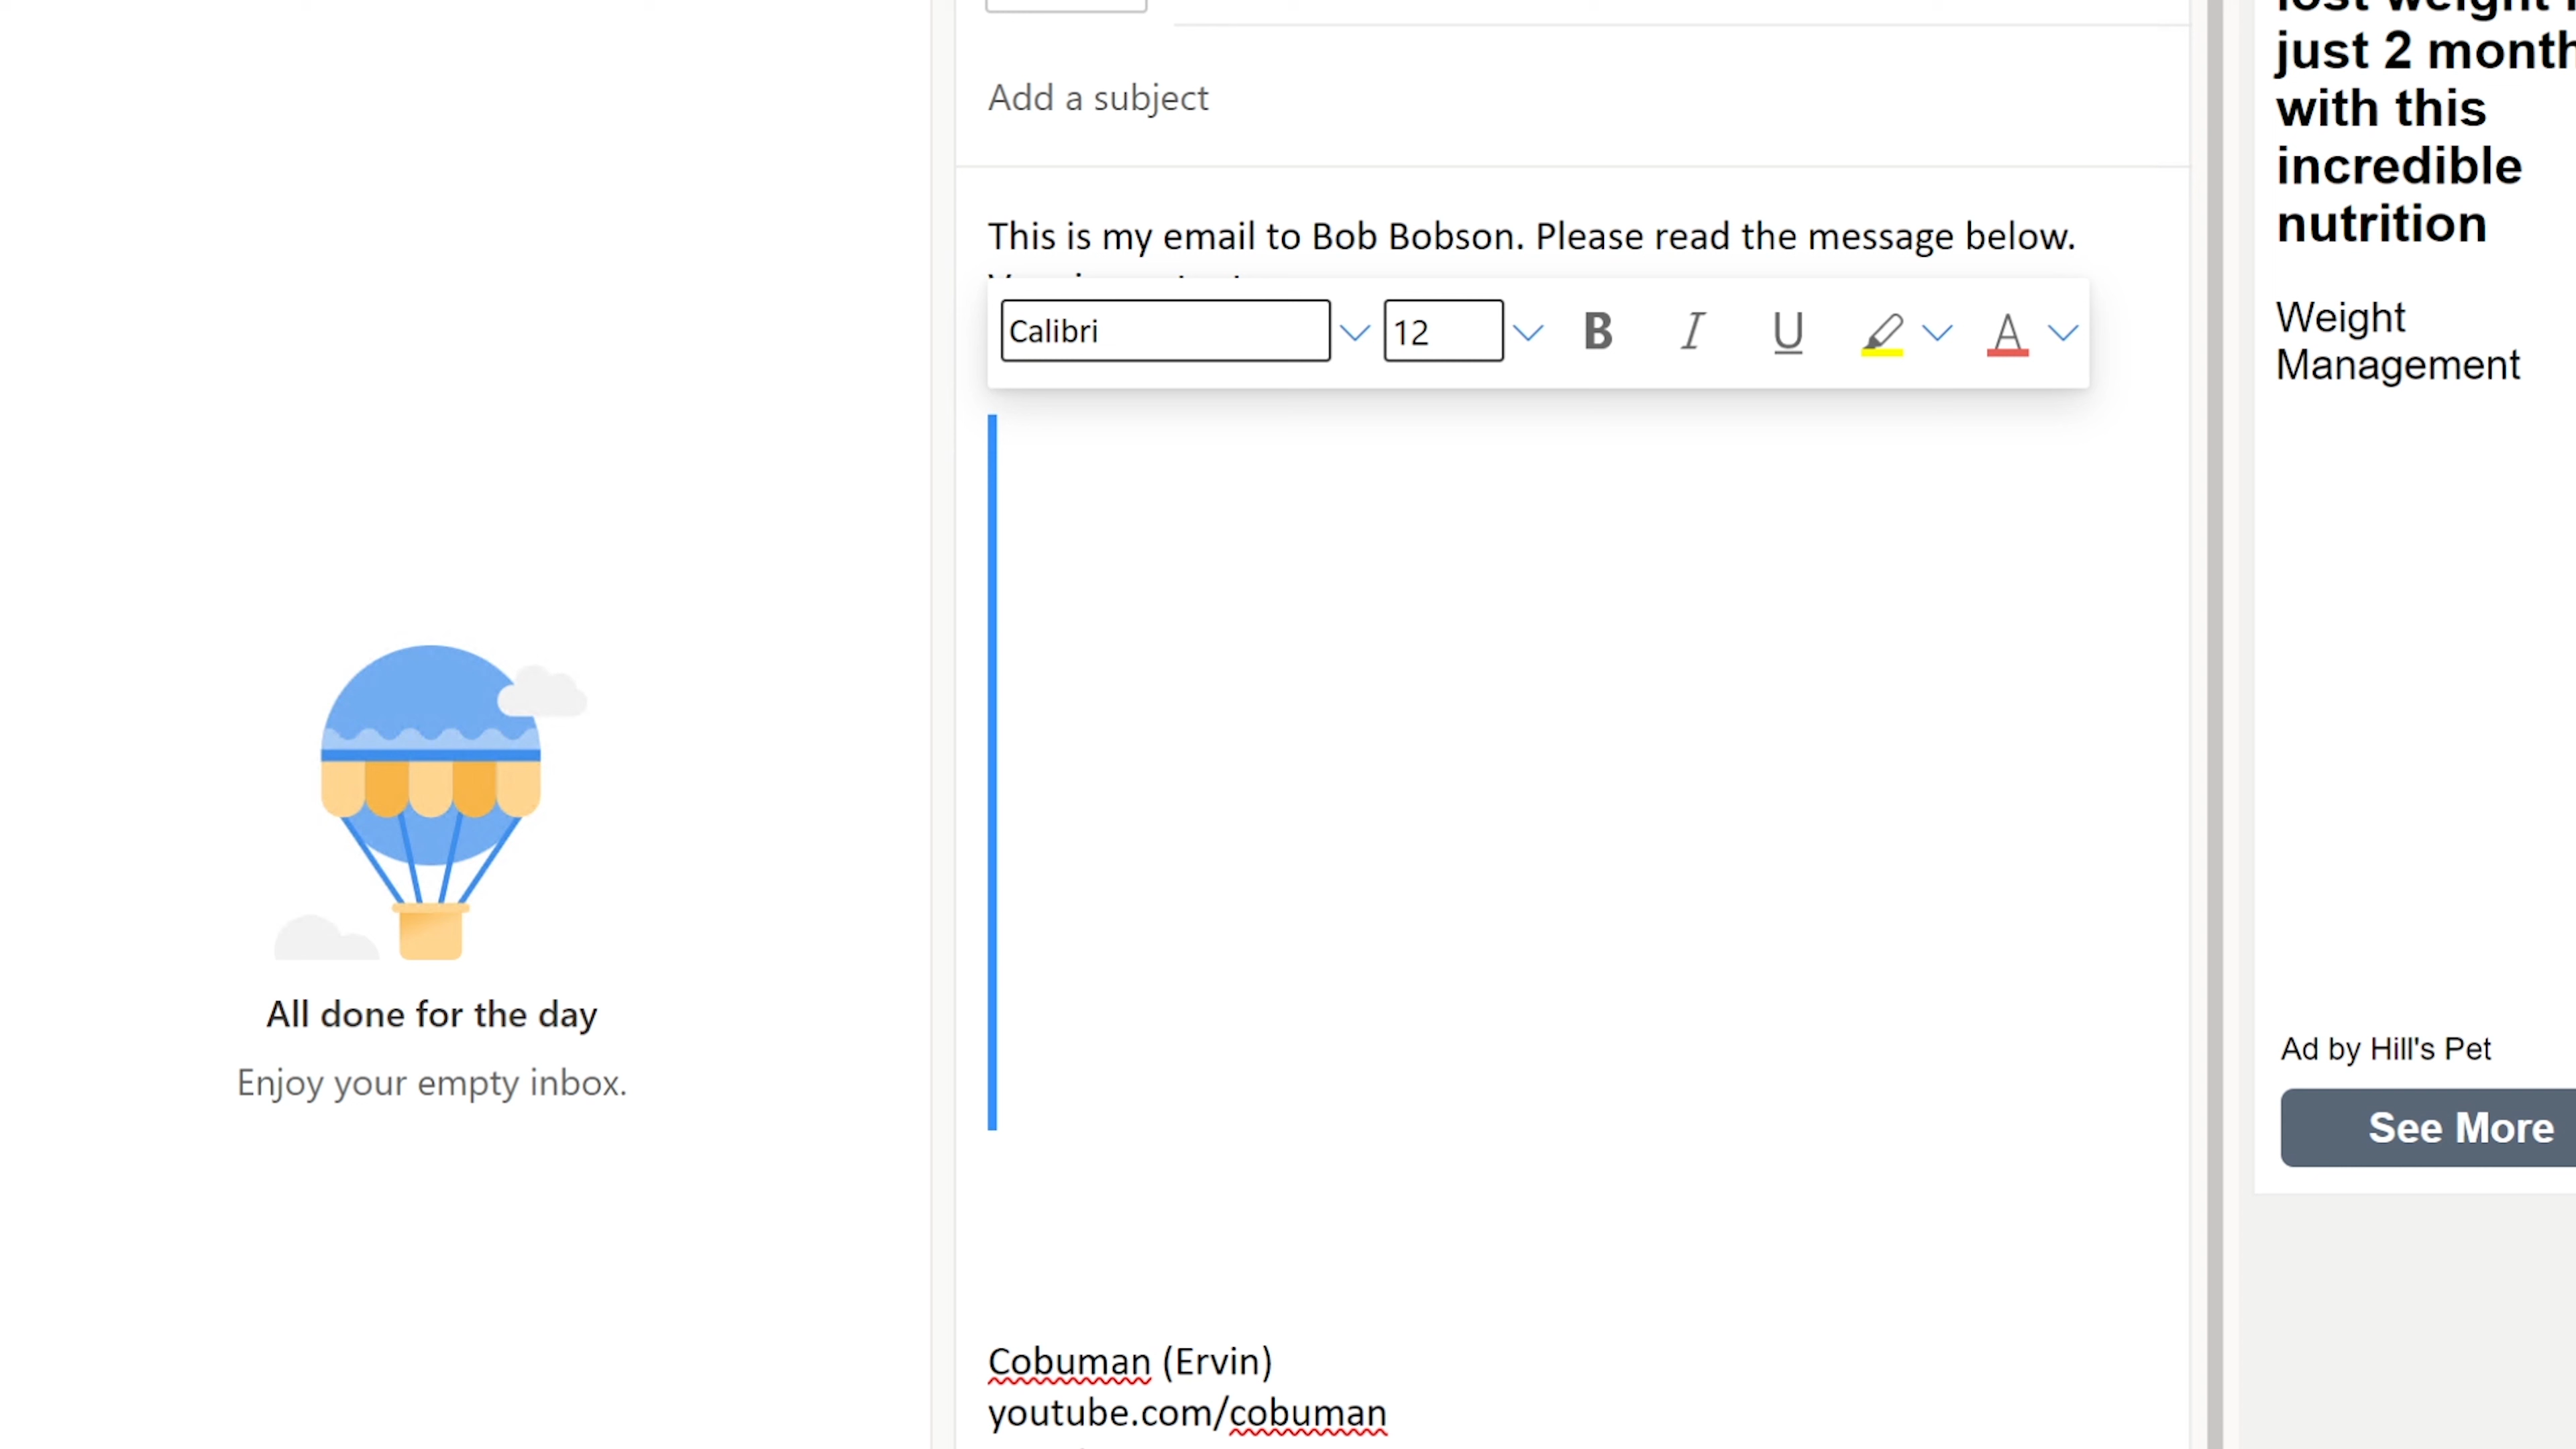 Add a subject
This is my email to Bob Bobson. Please read the message below.
Calibri
12
B
I
U
A
All done for the day
Enjoy your empty inbox.
Cobuman (Ervin)
youtube.com/cobuman
lost weight
just 2 month
with this
incredible
nutrition
Weight
Management
Ad by Hill's Pet
See More